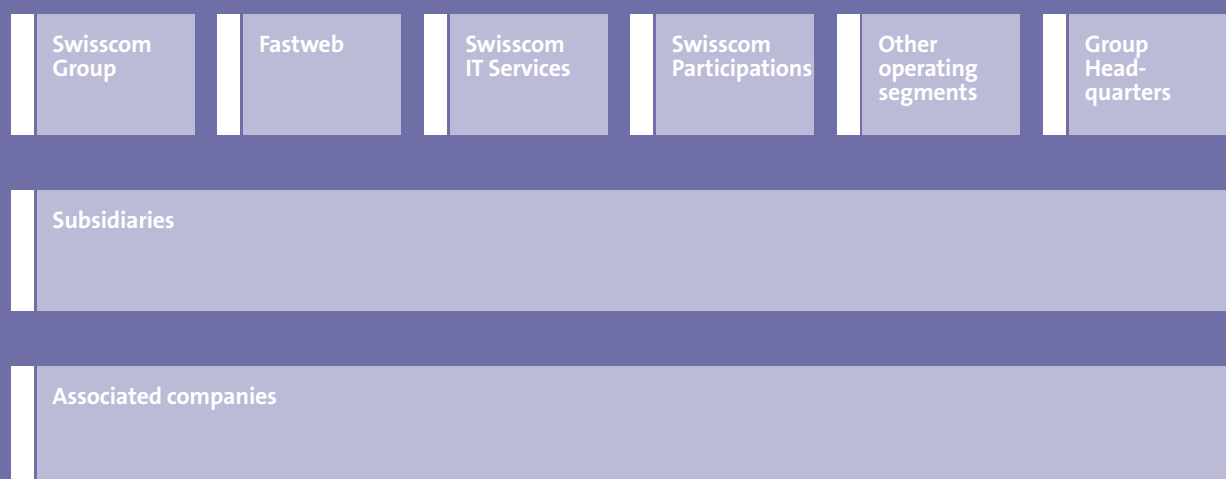 Swisscom
Group
Fastweb
Swisscom
IT Services
Swisscom
Participations
Other
operating
segments
Group
Head-
quarters
Subsidiaries
Associated companies